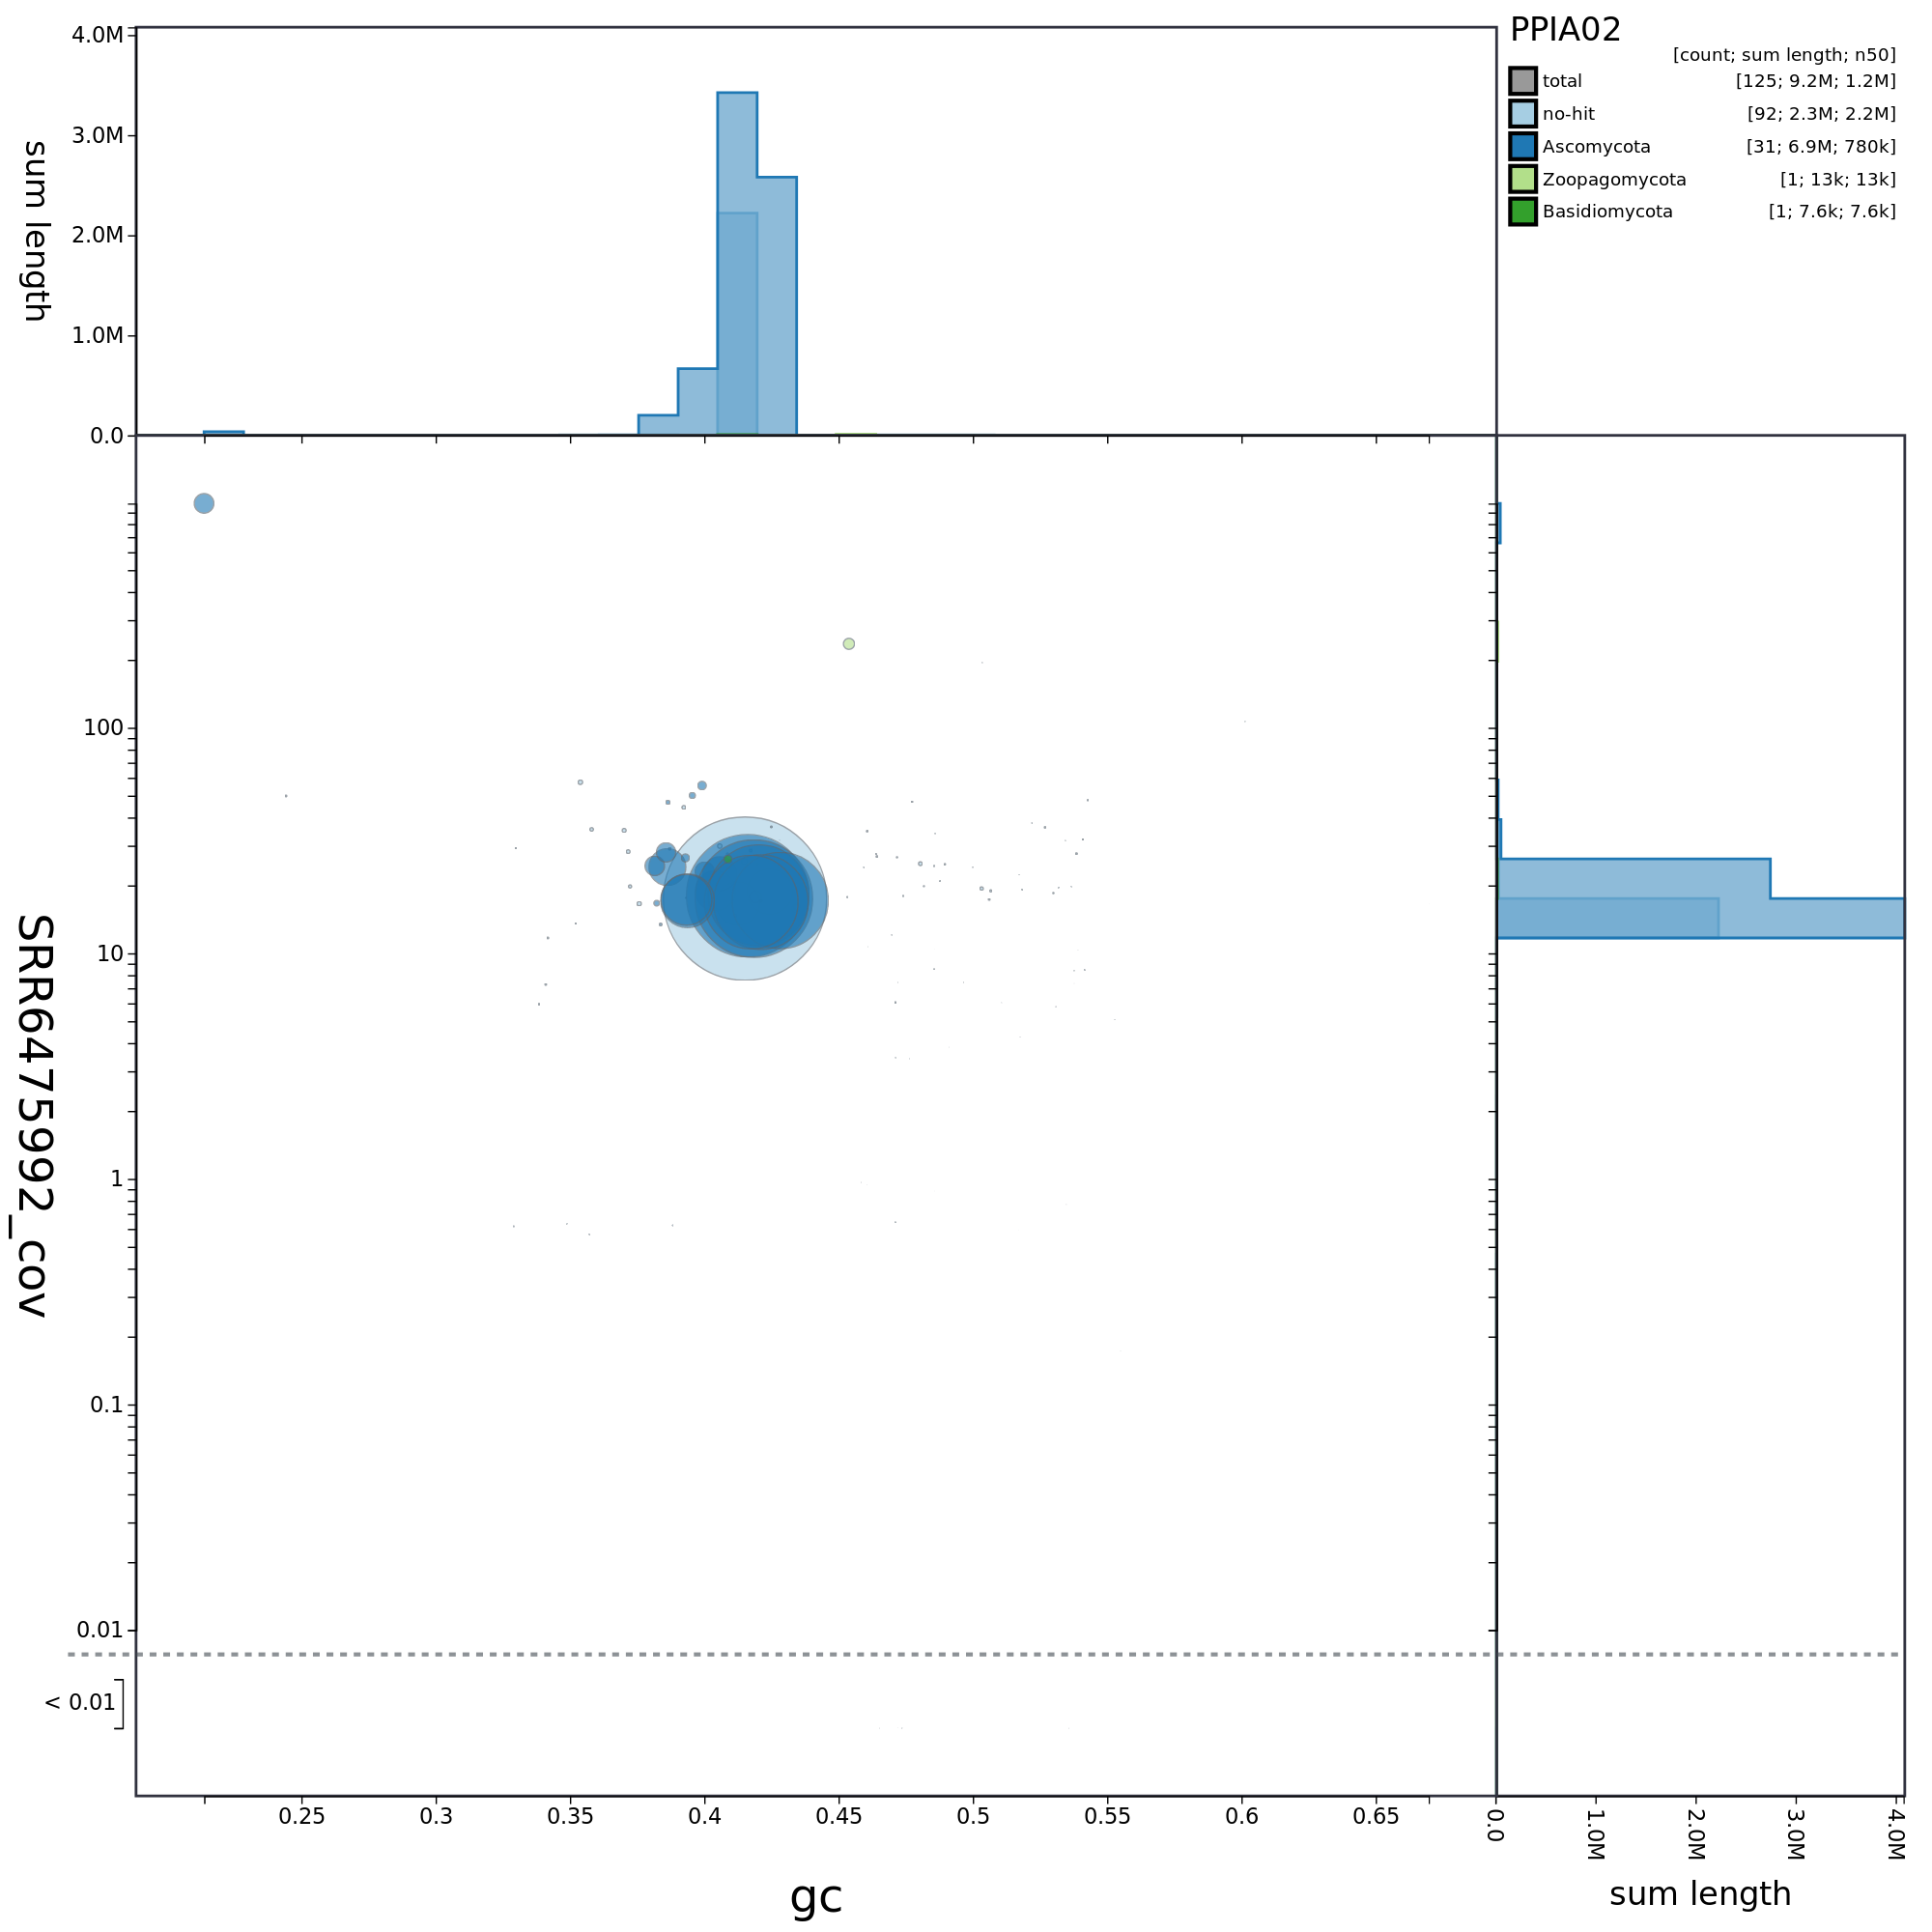 PPIA02
[count; sum length; n50]
total [125; 9.2M; 1.2M]
no-hit [92; 2.3M; 2.2M]
Ascomycota [31; 6.9M; 780k]
Zoopagomycota [1; 13k; 13k]
Basidiomycota [1; 7.6k; 7.6k]
sum length
4.0M
3.0M
2.0M
1.0M
0.0
SRR6475992_cov
100
10
1
0.1
0.01
< 0.01
0.25 0.3 0.35 0.4 0.45 0.5 0.55 0.6 0.65
gc
0.0 1.0M 2.0M 3.0M 4.0M
sum length